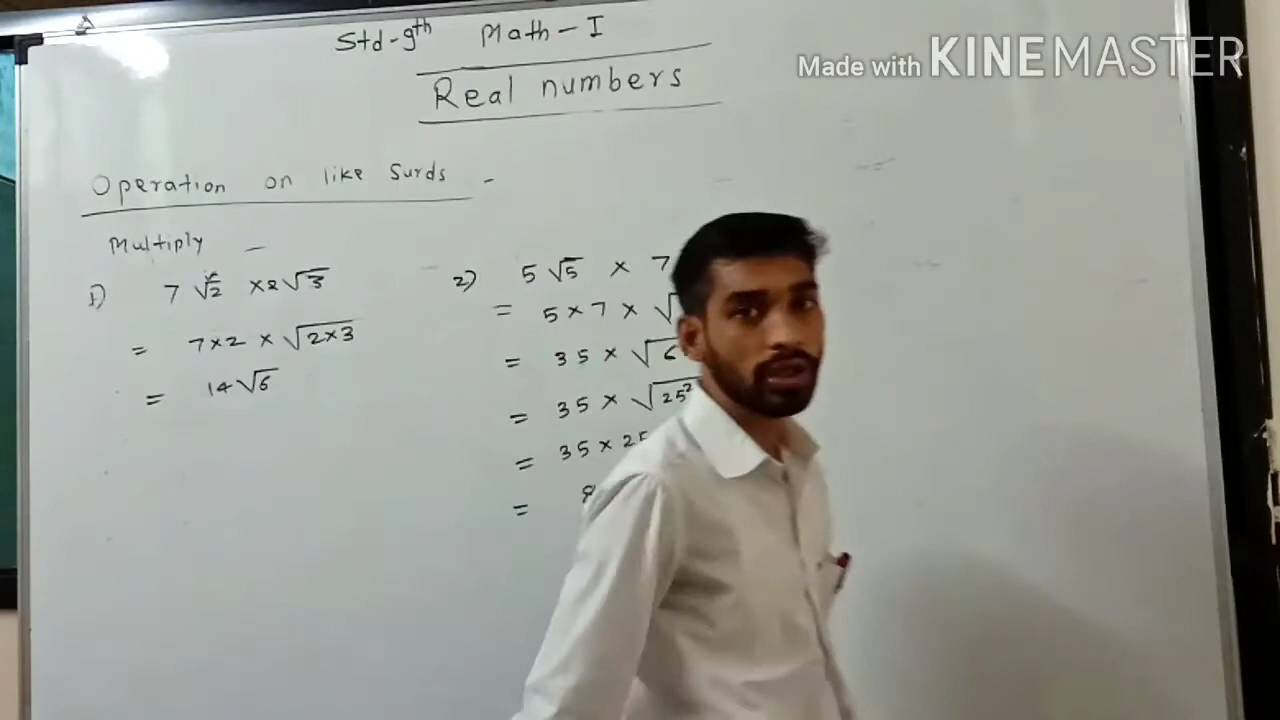 Std-9th Math-I
Made with KINEMASTER
Real numbers
Operation on like Surds -
Multiply -
1) 7 √2 ×2√3
= 7×2 × √2×3
= 14√6
2) 5 √5 × 7
= 5×7 × √
= 35 × √6
= 35 × √25²
= 35 × 25
= 8